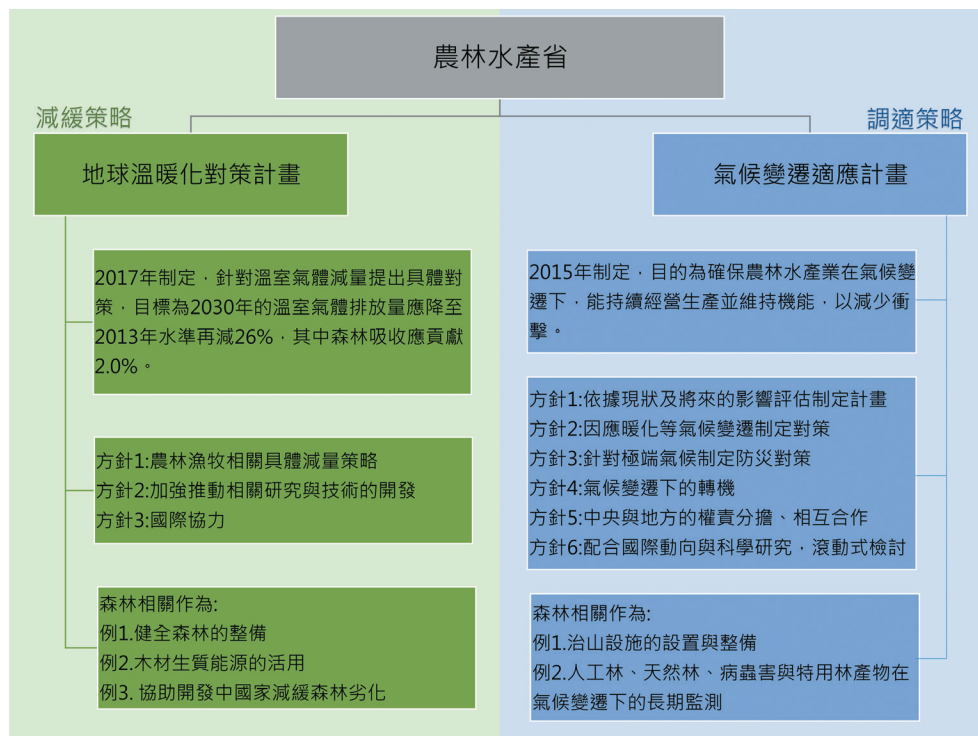 農林水產省
減緩策略
調適策略
地球溫暖化對策計畫
氣候變遷適應計畫
2017年制定，針對溫室氣體減量提出具體對
策，目標為2030年的溫室氣體排放量應降至
2013年水準再減26%，其中森林吸收應貢獻
2.0%。
方針1:農林漁牧相關具體減量策略
方針2:加強推動相關研究與技術的開發
方針3:國際協力
森林相關作為:
例1.健全森林的整備
例2.木材生質能源的活用
例3. 協助開發中國家減緩森林劣化
2015年制定，目的為確保農林水產業在氣候變
遷下，能持續經營生產並維持機能，以減少衝
擊。
方針1:依據現狀及將來的影響評估制定計畫
方針2:因應暖化等氣候變遷制定對策
方針3:針對極端氣候制定防災對策
方針4:氣候變遷下的轉機
方針5:中央與地方的權責分擔、相互合作
方針6:配合國際動向與科學研究，滾動式檢討
森林相關作為:
例1.治山設施的設置與整備
例2.人工林、天然林、病蟲害與特用林產物在
氣候變遷下的長期監測